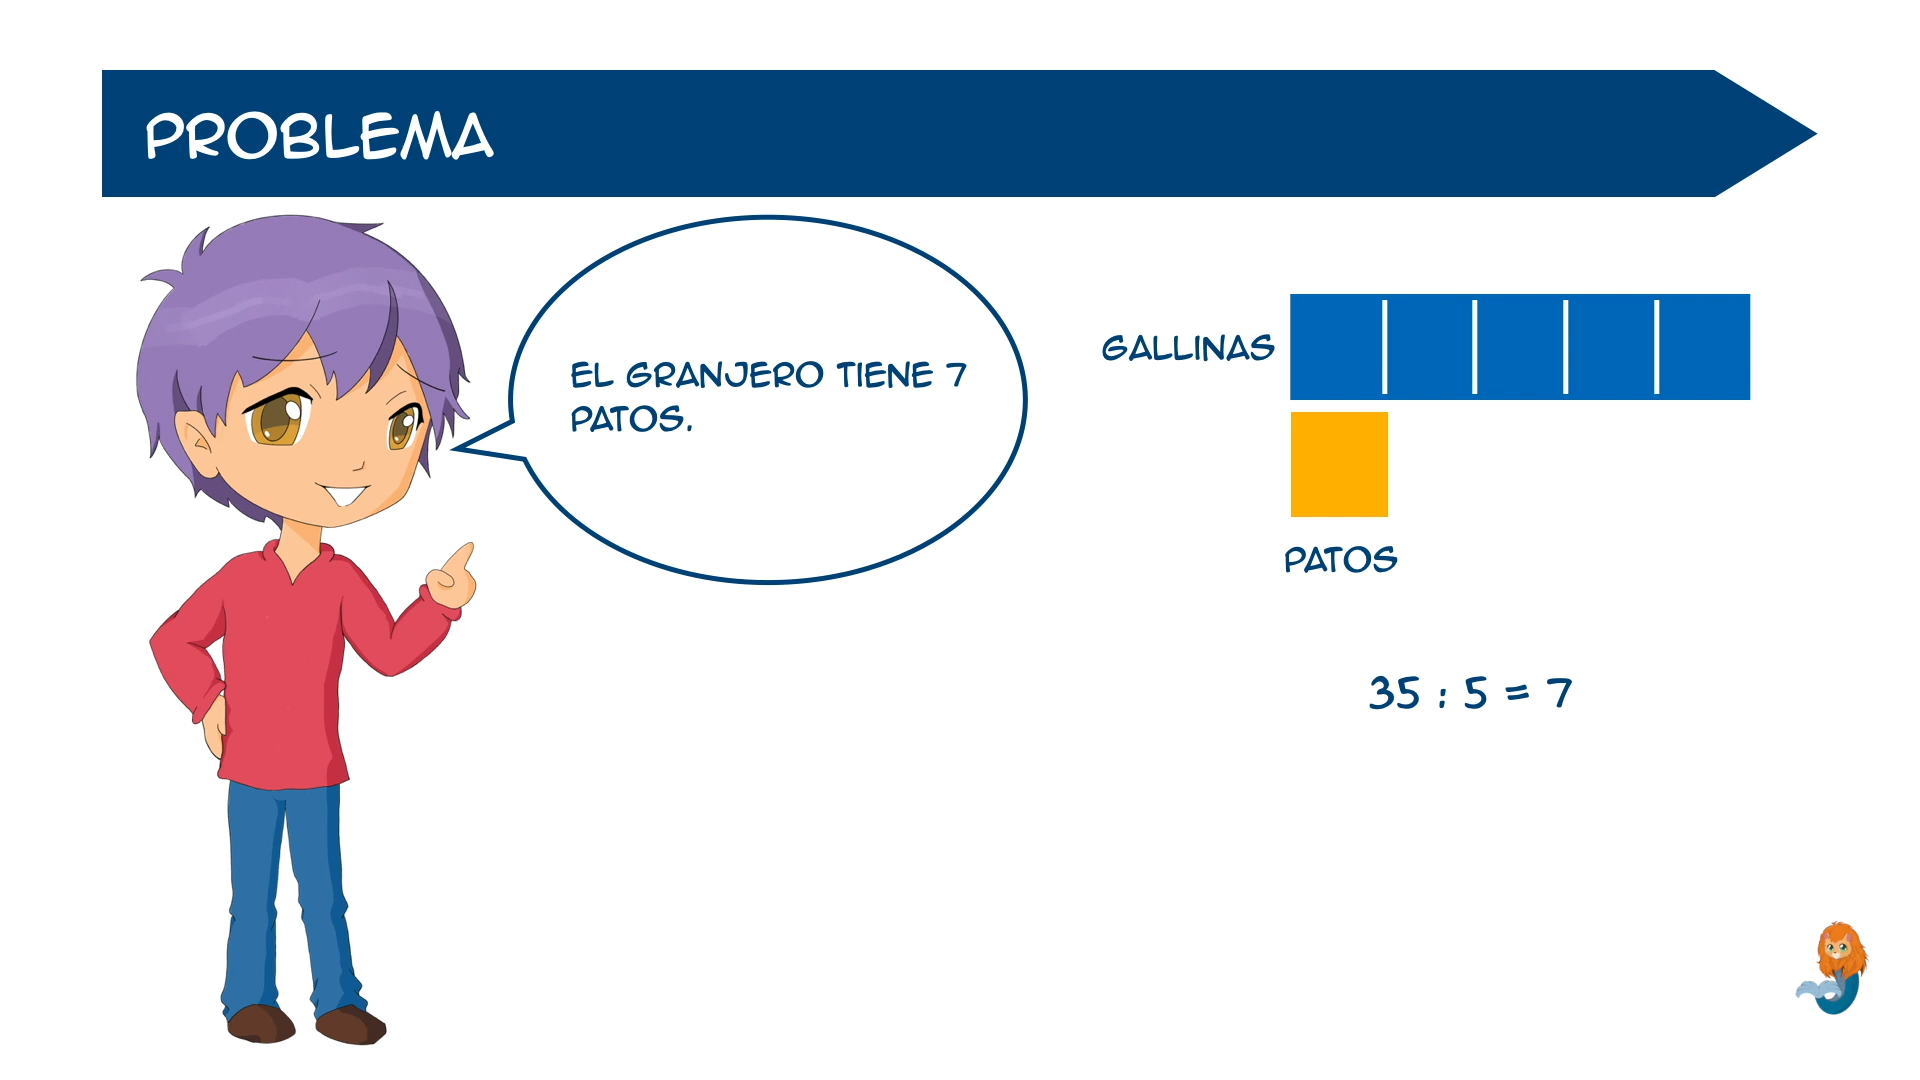 PROBLEMA
EL GRANJERO TIENE 7
PATOS.
GALLINAS
PATOS
35 : 5 = 7